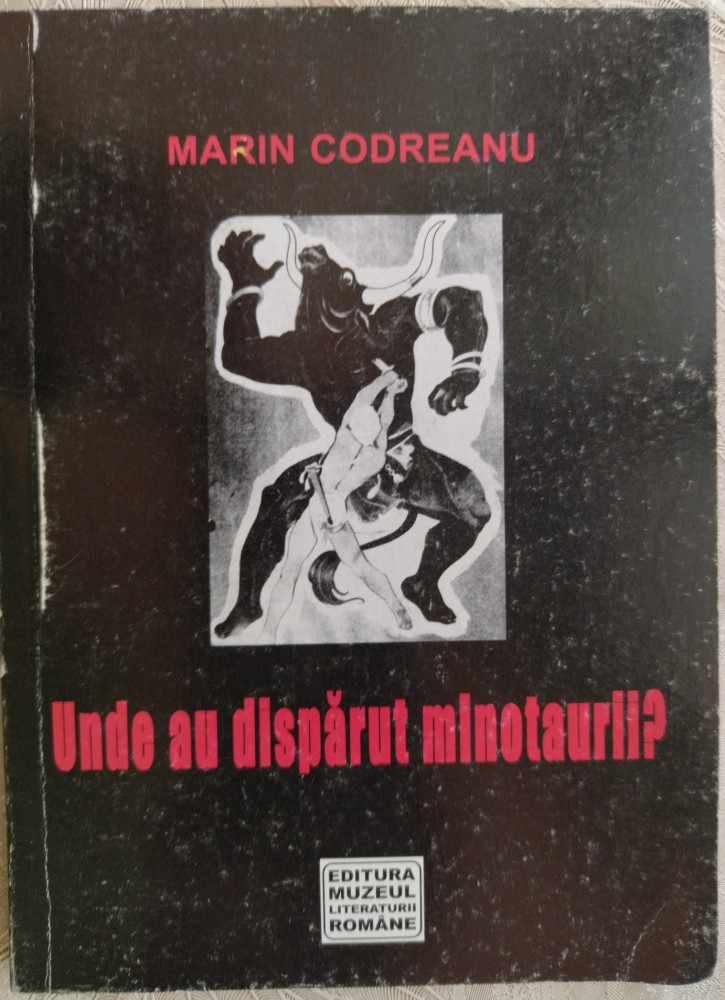 MARIN CODREANU
Unde au dispărut minotaurii?
EDITURA
MUZEUL
LITERATURII
ROMÂNE